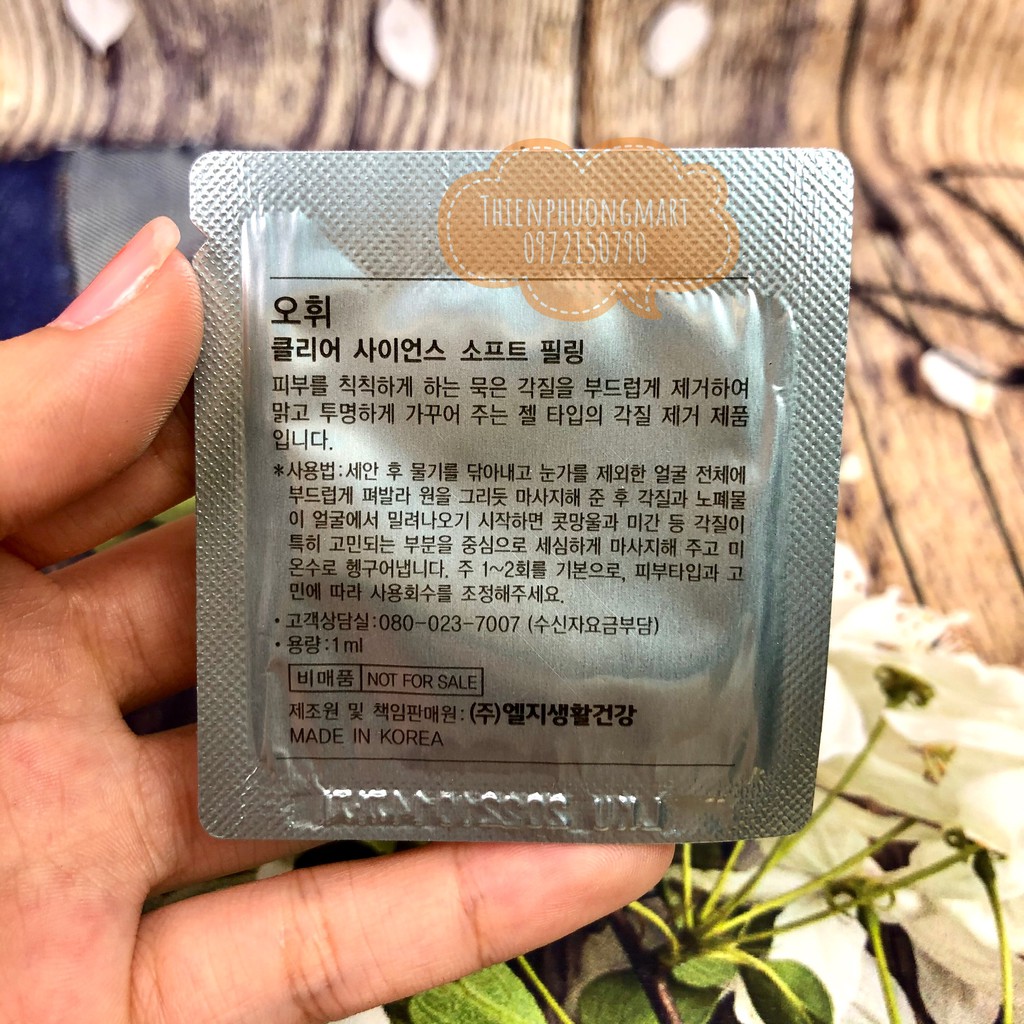 THIENPHUONGMART
0972150790
오휘
클리어 사이언스 소프트 필링
피부를 칙칙하게 하는 묵은 각질을 부드럽게 제거하여
맑고 투명하게 가꾸어 주는 젤 타입의 각질 제거 제품
입니다.
*사용법:세안 후 물기를 닦아내고 눈가를 제외한 얼굴 전체에
부드럽게 펴발라 원을 그리듯 마사지해 준 후 각질과 노폐물
이 얼굴에서 밀려나오기 시작하면 콧망울과 미간 등 각질이
특히 고민되는 부분을 중심으로 세심하게 마사지해 주고 미
온수로 헹구어냅니다. 주 1~2회를 기본으로, 피부타입과 고
민에 따라 사용회수를 조정해주세요.
·고객상담실:080-023-7007 (수신자요금부담)
·용량:1ml
비매품 NOT FOR SALE
제조원 및 책임판매원:(주)엘지생활건강
MADE IN KOREA